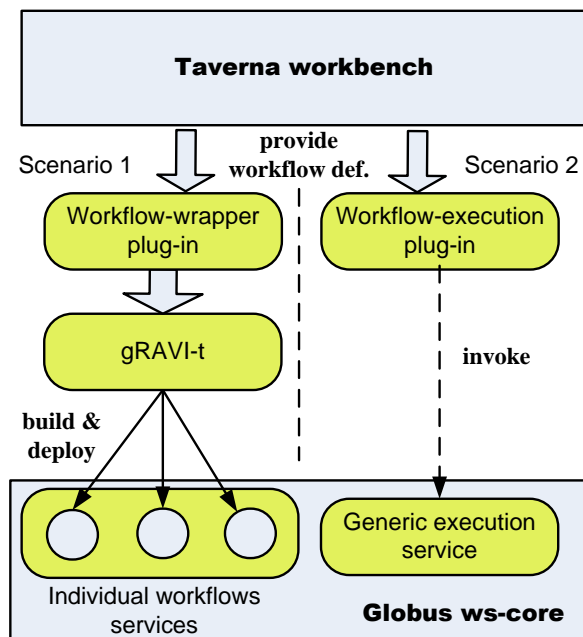 Taverna workbench
provide
workflow def.
Scenario 1
Scenario 2
Workflow-wrapper
plug-in
Workflow-execution
plug-in
gRAVI-t
invoke
build &
deploy
Generic execution
service
Individual workflows
services
Globus ws-core